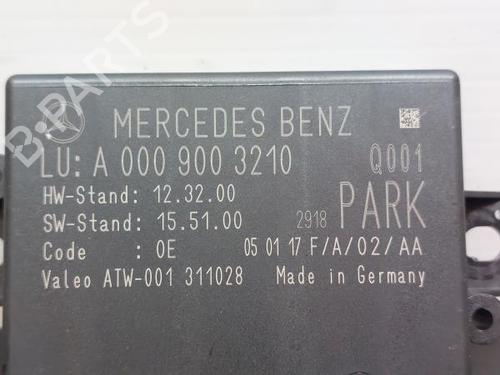 MERCEDES BENZ
LU: A 000 900 3210 Q001
HW-Stand: 12.32.00
SW-Stand: 15.51.00 2918 PARK
Code : 0E 05 01 17 F/A/02/AA
Valeo ATW-001 311028 Made in Germany
B-PARTS